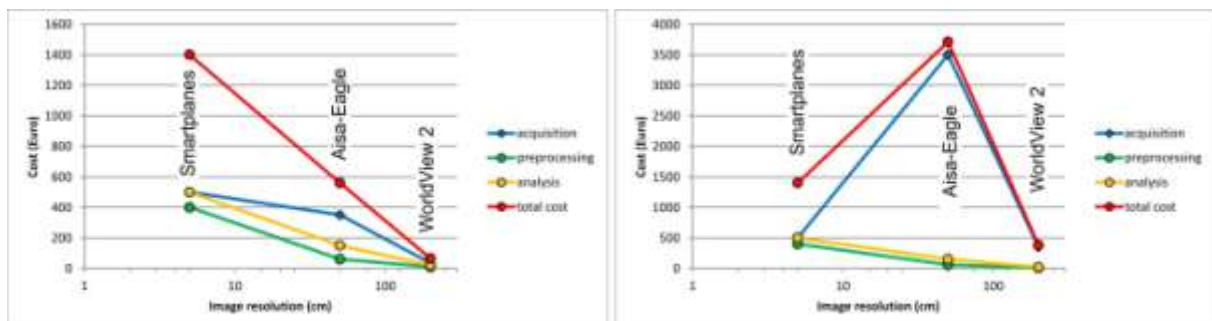 1600
1400
1200
1000
800
600
400
200
0
Cost (Euro)
1
10
100
Image resolution (cm)
Smartplanes
Aisa-Eagle
WorldView 2
acquisition
preprocessing
analysis
total cost
4000
3500
3000
2500
2000
1500
1000
500
0
Cost (Euro)
1
10
100
Image resolution (cm)
Smartplanes
Aisa-Eagle
WorldView 2
acquisition
preprocessing
analysis
total cost